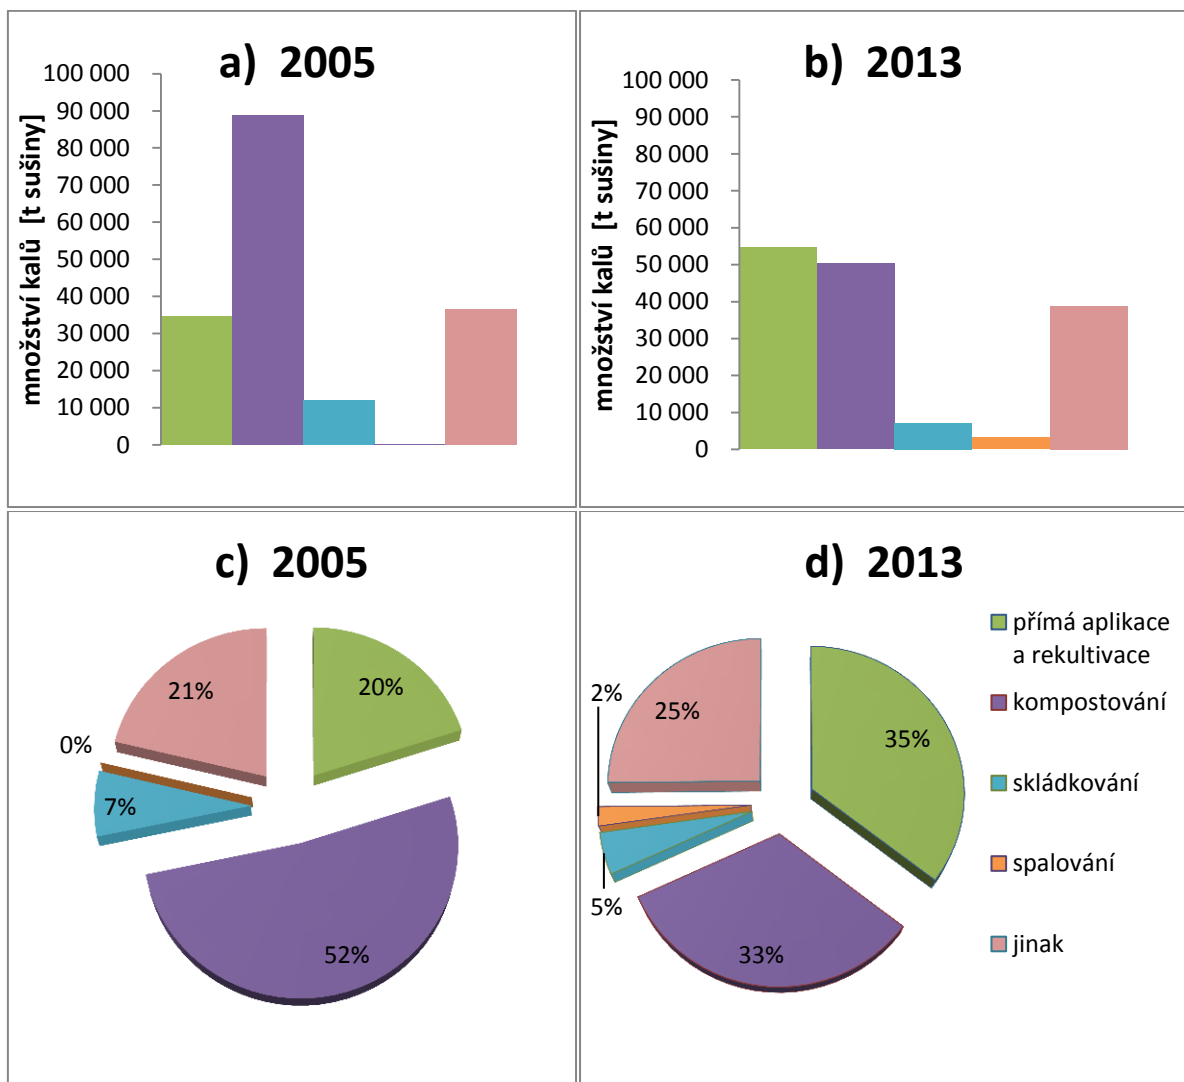 a) 2005
množství kalů [t sušiny]
100 000
90 000
80 000
70 000
60 000
50 000
40 000
30 000
20 000
10 000
0
b) 2013
množství kalů [t sušiny]
100 000
90 000
80 000
70 000
60 000
50 000
40 000
30 000
20 000
10 000
0
c) 2005
21%
20%
0%
7%
52%
d) 2013
2%
25%
35%
5%
33%
přímá aplikace
a rekultivace
kompostování
skládkování
spalování
jinak